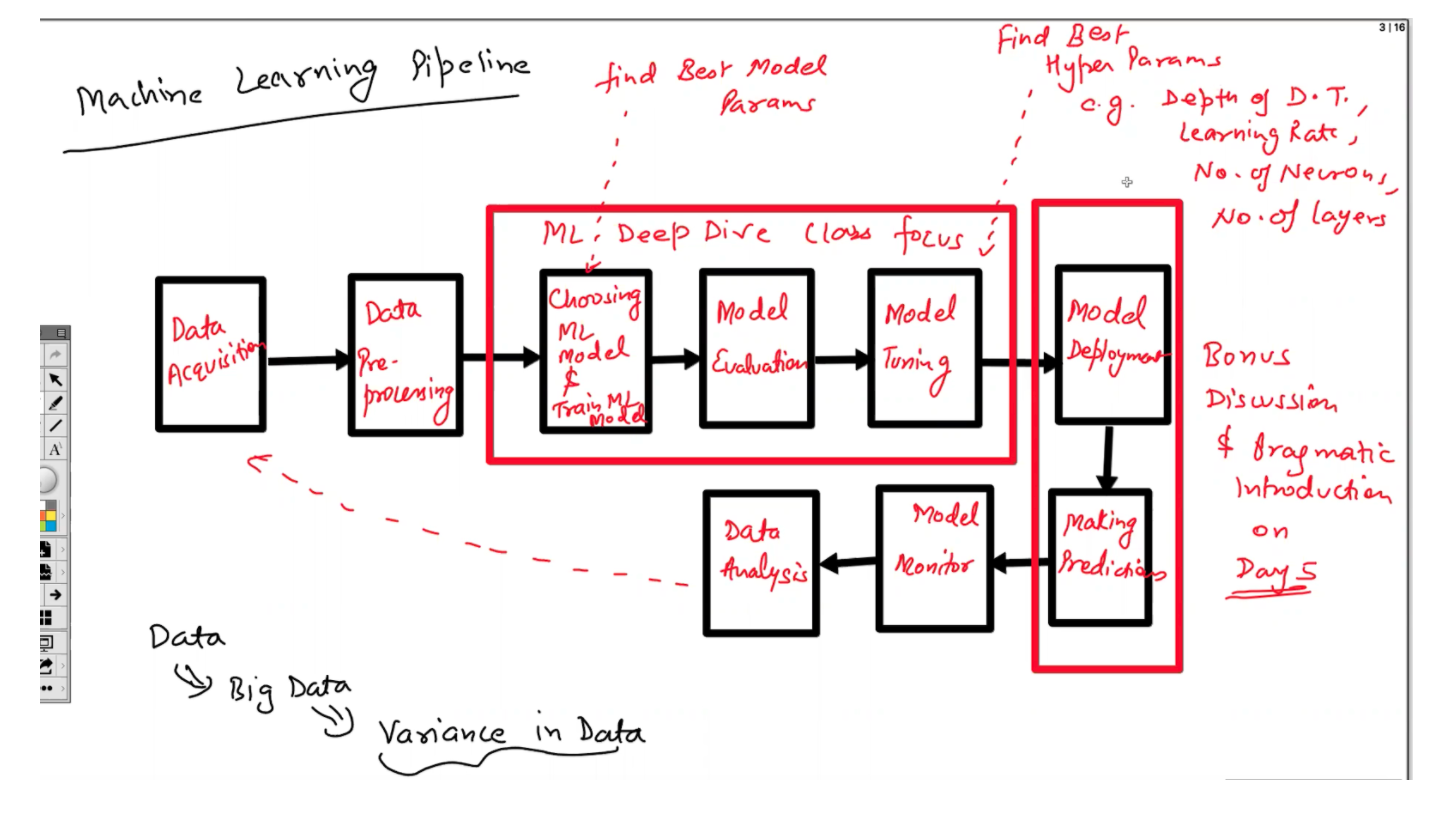 3 | 16
Machine Learning Pipeline
find Best Model
Params
Find Best
Hyper Params
e.g. Depth of D.T.,
Learning Rate,
No. of Neurons,
No. of layers
ML Deep Dive Class focus
Data
Acquisition
Data
Pre-
processing
Choosing
ML
Model
&
Train ML
Model
Model
Evaluation
Model
Tuning
Model
Deployment
Bonus
Discussion
& Pragmatic
Introduction
on
Day 5
Data
Analysis
Model
Monitor
Making
Predictions
Data
Big Data
Variance in Data
A